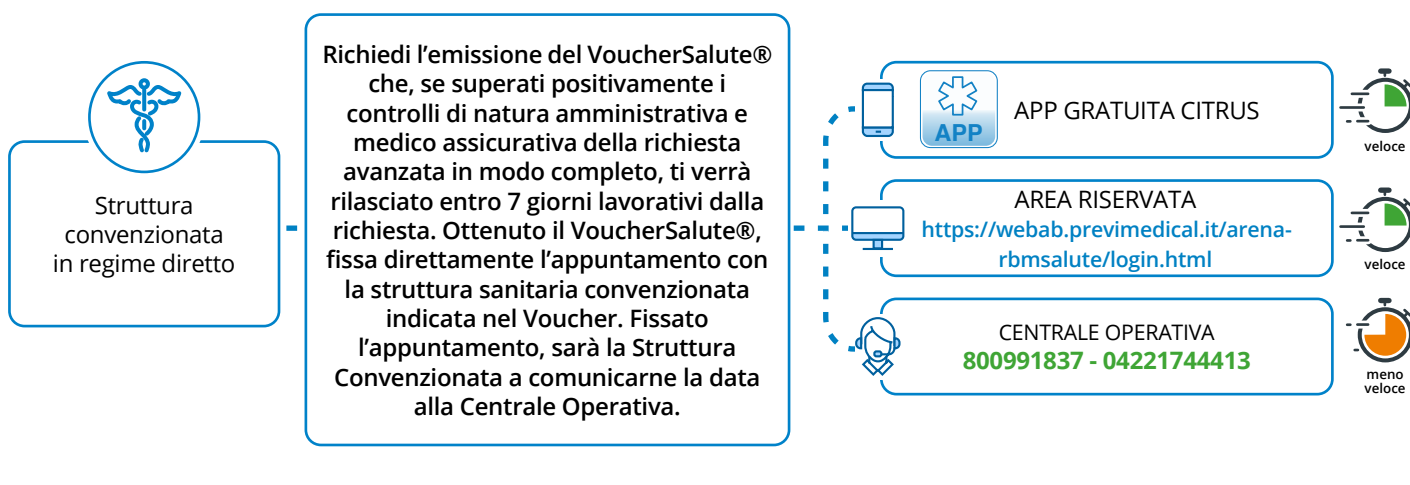 Struttura
convenzionata
in regime diretto
Richiedi l’emissione del VoucherSalute®
che, se superati positivamente i
controlli di natura amministrativa e
medico assicurativa della richiesta
avanzata in modo completo, ti verrà
rilasciato entro 7 giorni lavorativi dalla
richiesta. Ottenuto il VoucherSalute®,
fissa direttamente l’appuntamento con
la struttura sanitaria convenzionata
indicata nel Voucher. Fissato
l’appuntamento, sarà la Struttura
Convenzionata a comunicarne la data
alla Centrale Operativa.
APP
APP GRATUITA CITRUS
veloce
AREA RISERVATA
https://webab.previmedical.it/arena-
rbmsalute/login.html
veloce
CENTRALE OPERATIVA
800991837 - 04221744413
meno
veloce